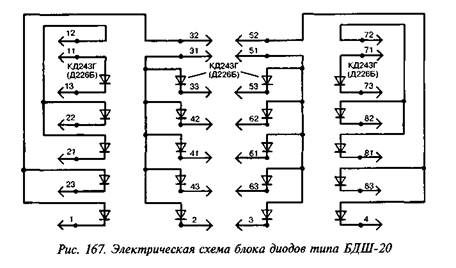 12 32 52 72
11 31 51 71
КД243Г КД243Г КД243Г
(Д226Б) (Д226Б) (Д226Б)
13 33 53 73
22 42 62 82
21 41 61 81
23 43 63 83
1 2 3 4
Рис. 167. Электрическая схема блока диодов типа БДШ-20